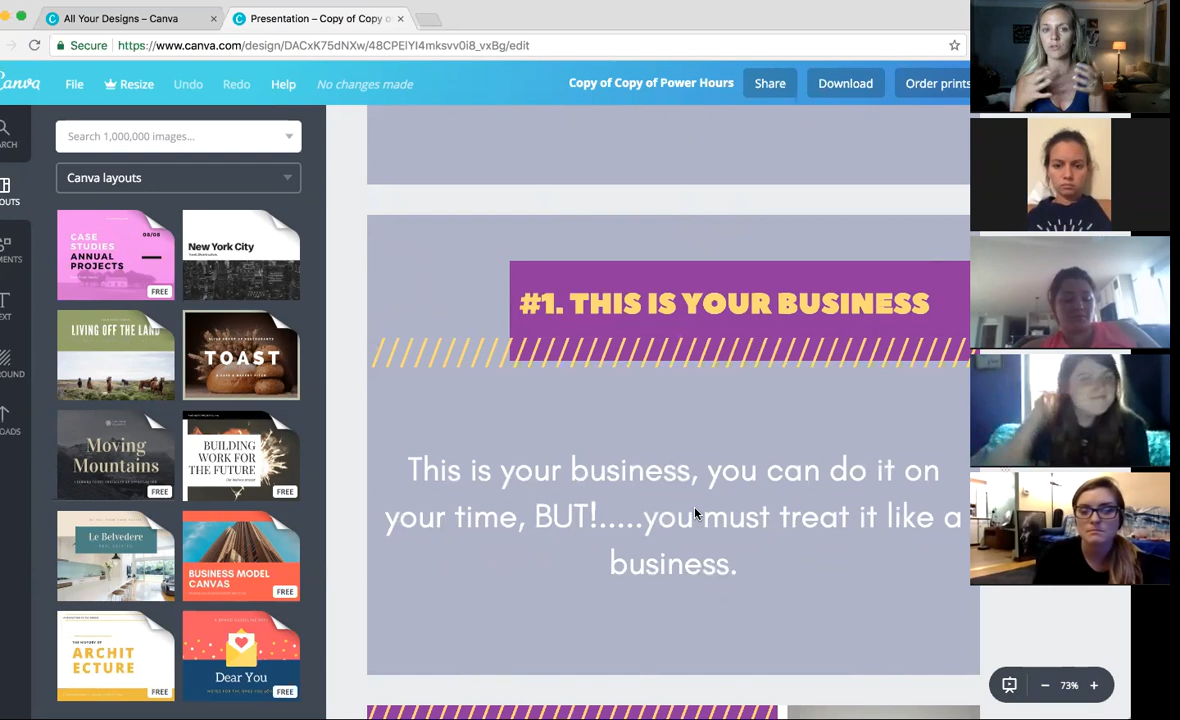 All Your Designs – Canva
Presentation – Copy of Copy o
Secure
https://www.canva.com/design/DACxK75dNXw/48CPElYI4mksvv0i8_vxBg/edit
File
Resize
Undo
Redo
Help
No changes made
Copy of Copy of Power Hours
Share
Download
Order prints
Search 1,000,000 images...
Canva layouts
CASE
STUDIES
ANNUAL
PROJECTS
FREE
New York City
LIVING OFF THE LAND
TOAST
Moving
Mountains
FREE
BUILDING
WORK FOR
THE FUTURE
FREE
Le Belvedere
BUSINESS MODEL
CANVAS
FREE
THE HISTORY OF
ARCHIT
ECTURE
FREE
Dear You
FREE
#1. THIS IS YOUR BUSINESS
This is your business, you can do it on
your time, BUT!.....you must treat it like a
business.
73%